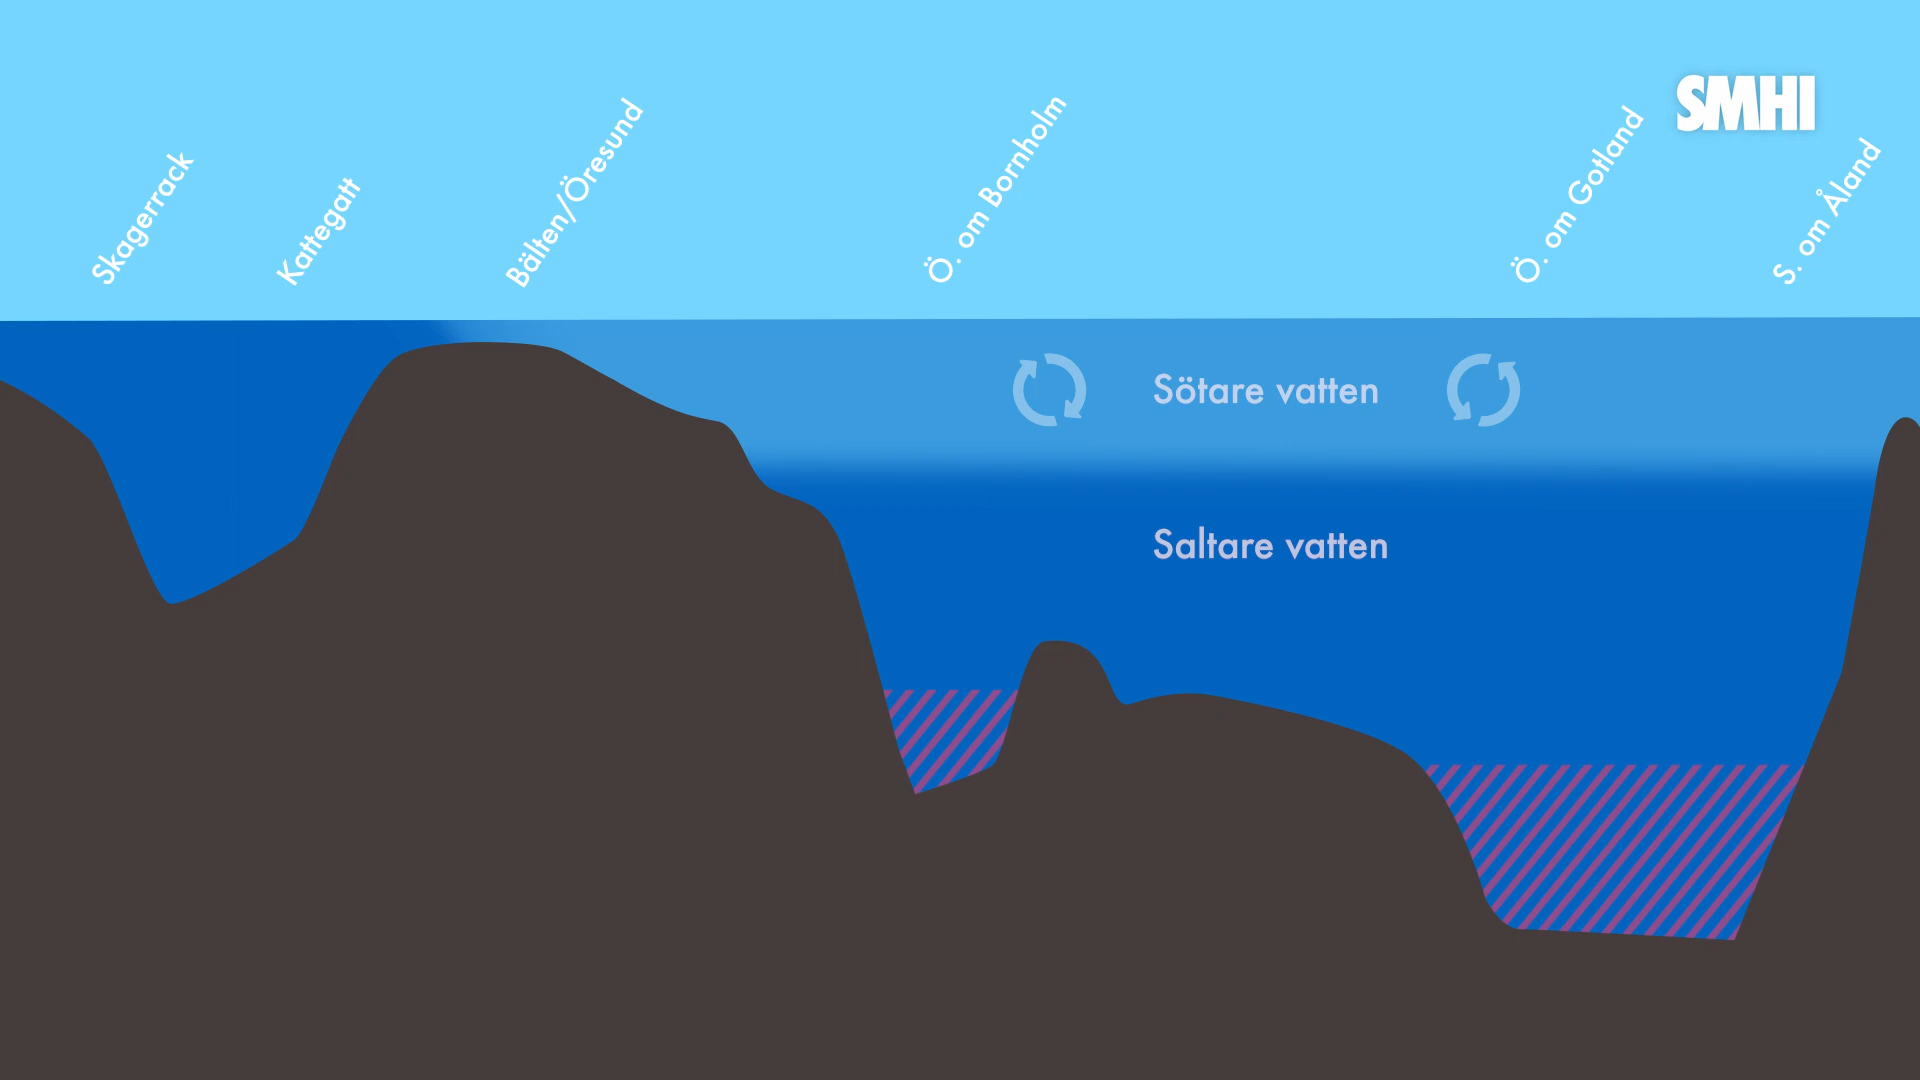 Skagerrack
Kattegatt
Bälten/Öresund
Ö. om Bornholm
Ö. om Gotland
SMHI
S. om Åland
Sötare vatten
Saltare vatten